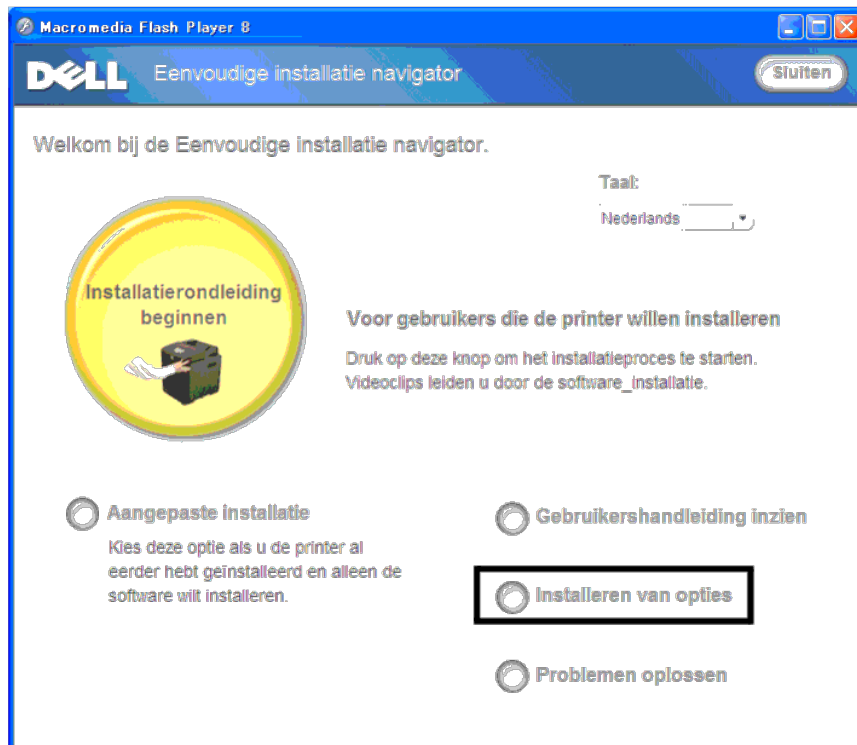 Macromedia Flash Player 8
DELL
Eenvoudige installatie navigator
Sluiten
Welkom bij de Eenvoudige installatie navigator.
Taal:
Nederlands
Installatierondleiding
beginnen
Voor gebruikers die de printer willen installeren
Druk op deze knop om het installatieproces te starten.
Videoclips leiden u door de software_installatie.
Aangepaste installatie
Kies deze optie als u de printer al
eerder hebt geïnstalleerd en alleen de
software wilt installeren.
Gebruikershandleiding inzien
Installeren van opties
Problemen oplossen